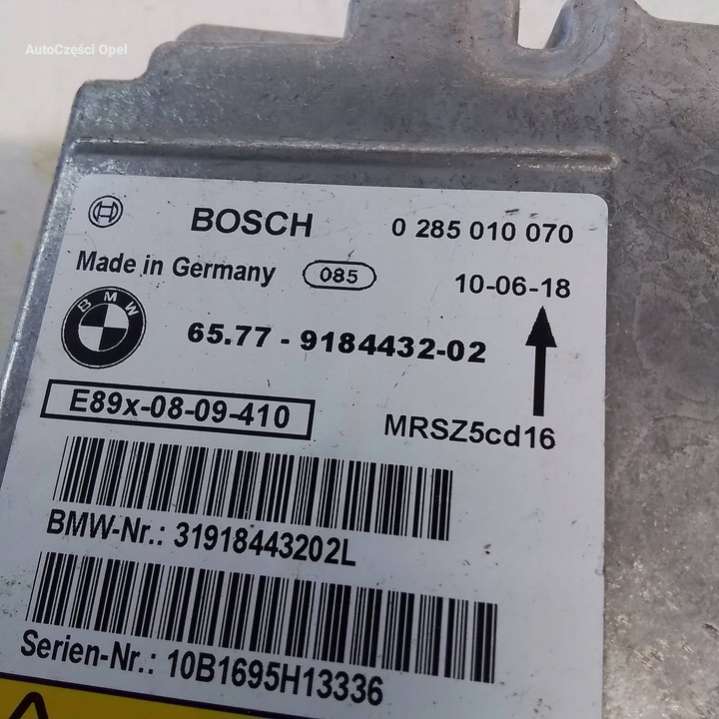 AutoCzęści Opel
BOSCH 0 285 010 070
Made in Germany 085 10-06-18
BMW
65.77 - 9184432-02
E89x-08-09-410
MRSZ5cd16
BMW-Nr.: 31918443202L
Serien-Nr.: 10B1695H13336